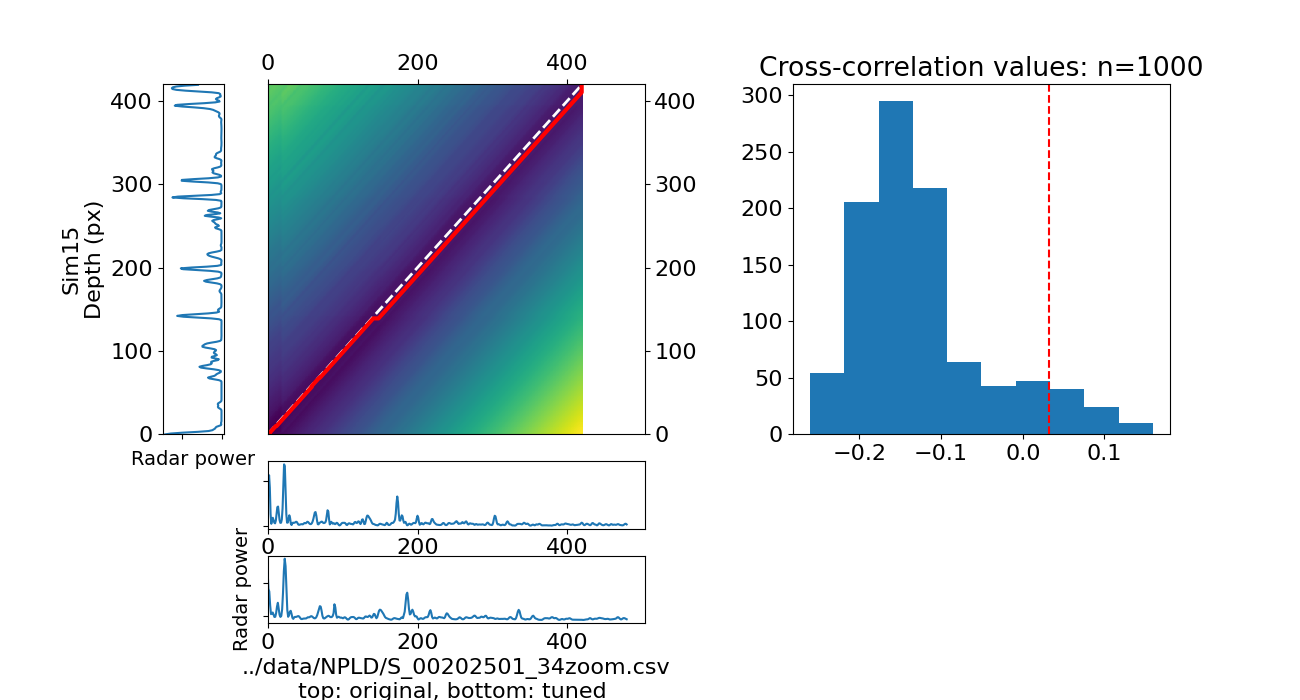 0 200 400
Cross-correlation values: n=1000
400
300
200
100
0
Sim15
Depth (px)
Radar power
400
300
200
100
0
300
250
200
150
100
50
0
−0.2 −0.1 0.0 0.1
0 200 400
Radar power
0 200 400
../data/NPLD/S_00202501_34zoom.csv
top: original, bottom: tuned